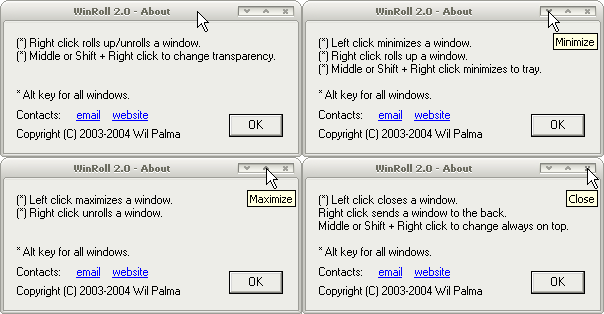 WinRoll 2.0 - About
(*) Right click rolls up/unrolls a window.
(*) Middle or Shift + Right click to change transparency.
* Alt key for all windows.
Contacts: email website
OK
Copyright (C) 2003-2004 Wil Palma
WinRoll 2.0 - About
Minimize
(*) Left click minimizes a window.
(*) Right click rolls up a window.
(*) Middle or Shift + Right click minimizes to tray.
* Alt key for all windows.
Contacts: email website
OK
Copyright (C) 2003-2004 Wil Palma
WinRoll 2.0 - About
Maximize
(*) Left click maximizes a window.
(*) Right click unrolls a window.
* Alt key for all windows.
Contacts: email website
OK
Copyright (C) 2003-2004 Wil Palma
WinRoll 2.0 - About
Close
(*) Left click closes a window.
Right click sends a window to the back.
Middle or Shift + Right click to change always on top.
* Alt key for all windows.
Contacts: email website
OK
Copyright (C) 2003-2004 Wil Palma